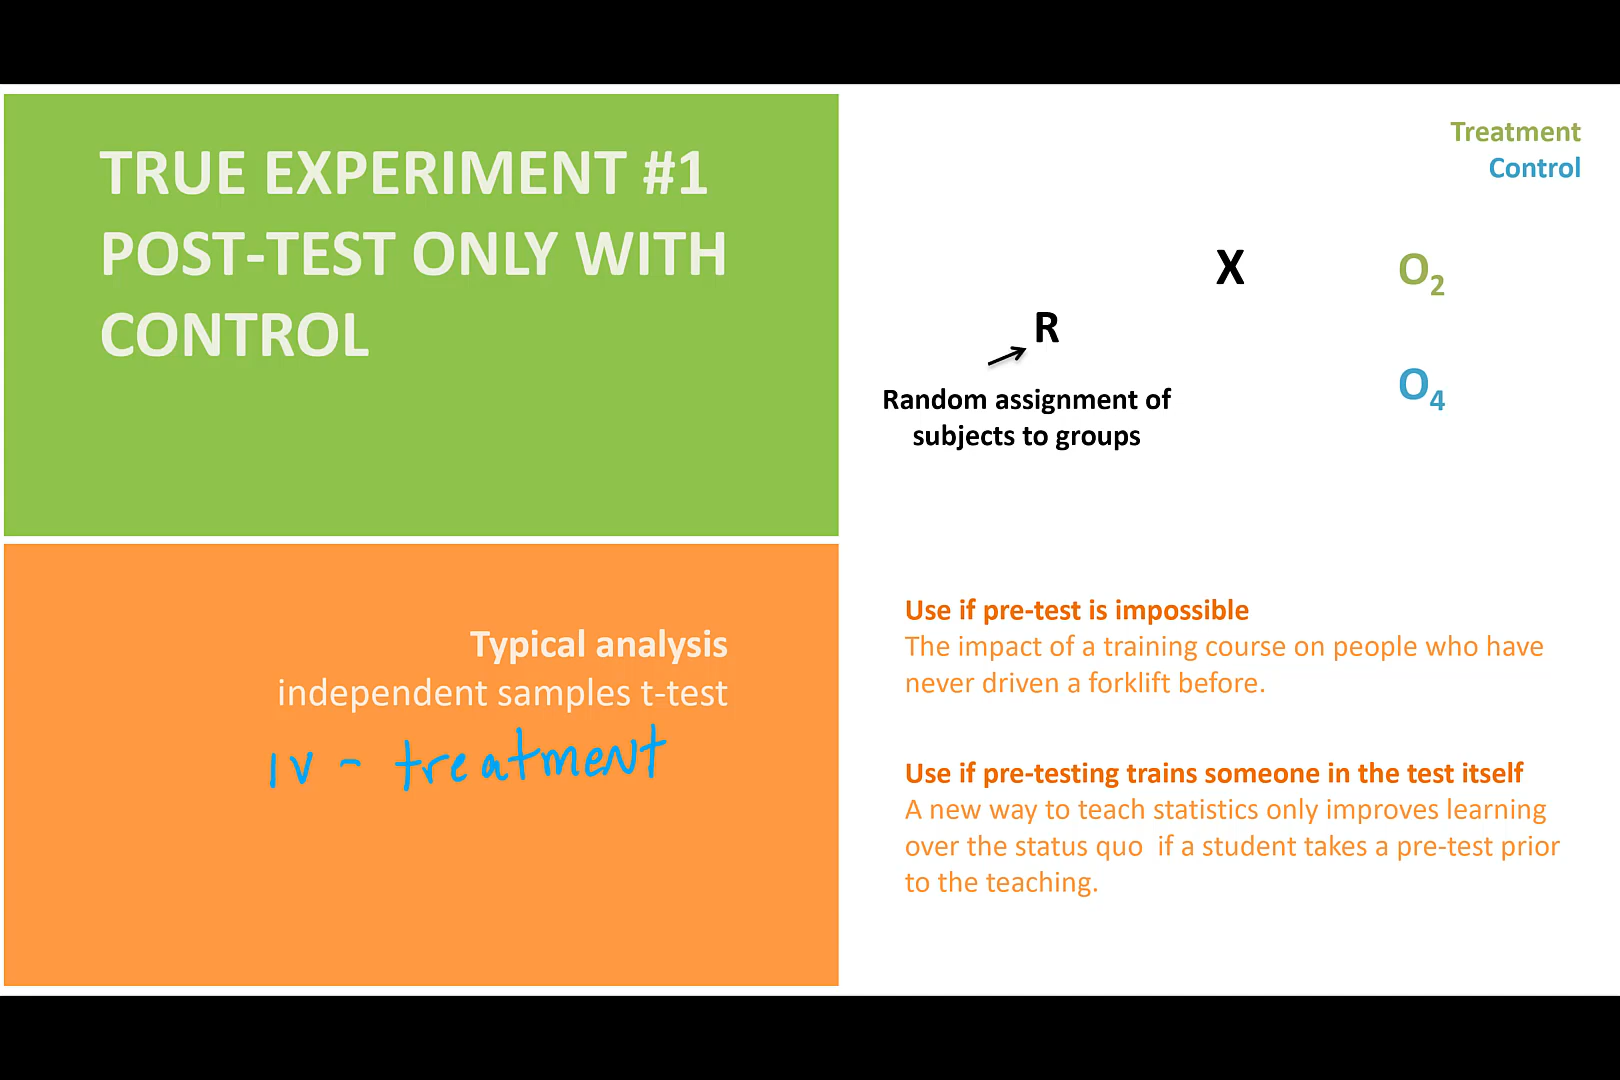 TRUE EXPERIMENT #1
POST-TEST ONLY WITH
CONTROL
Typical analysis
independent samples t-test
IV - treatment
Treatment
Control
X
O₂
R
O₄
Random assignment of
subjects to groups
Use if pre-test is impossible
The impact of a training course on people who have
never driven a forklift before.
Use if pre-testing trains someone in the test itself
A new way to teach statistics only improves learning
over the status quo  if a student takes a pre-test prior
to the teaching.